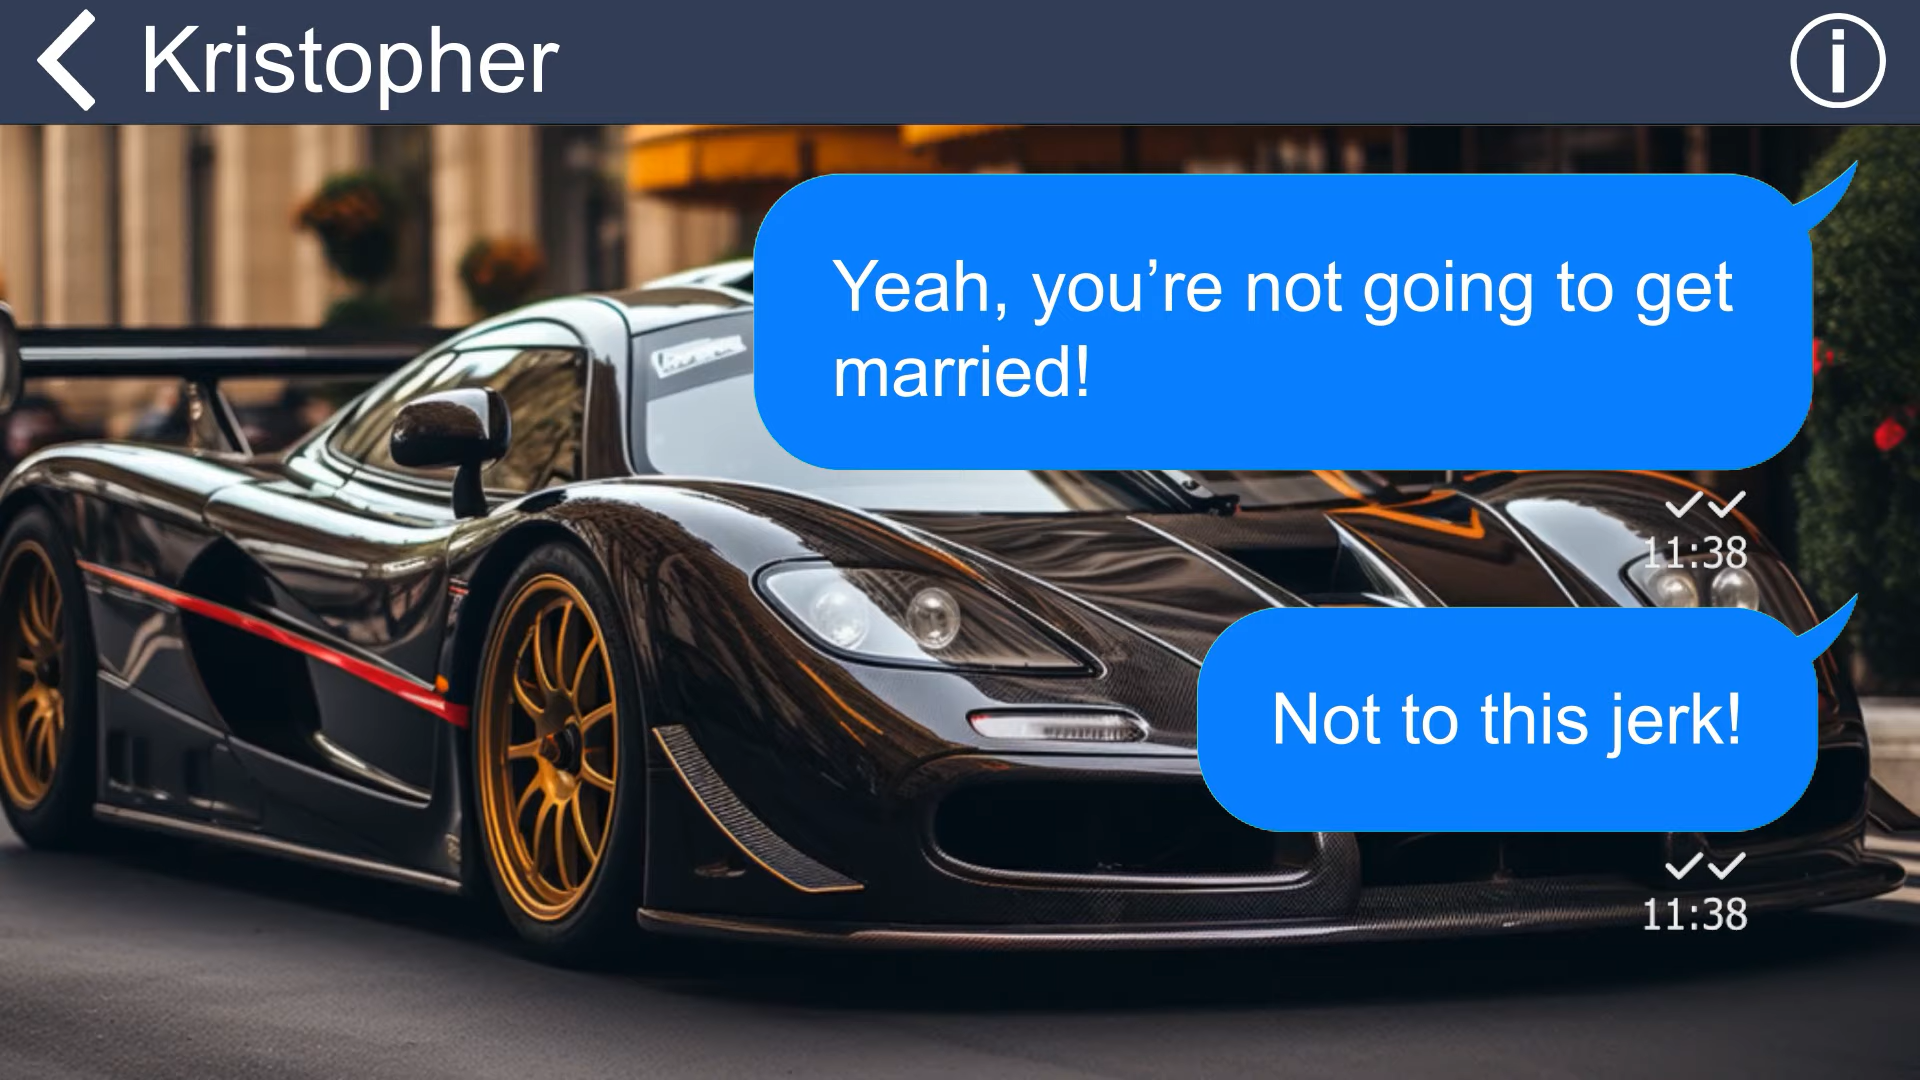 Kristopher
Yeah, you’re not going to get
married!
11:38
Not to this jerk!
11:38